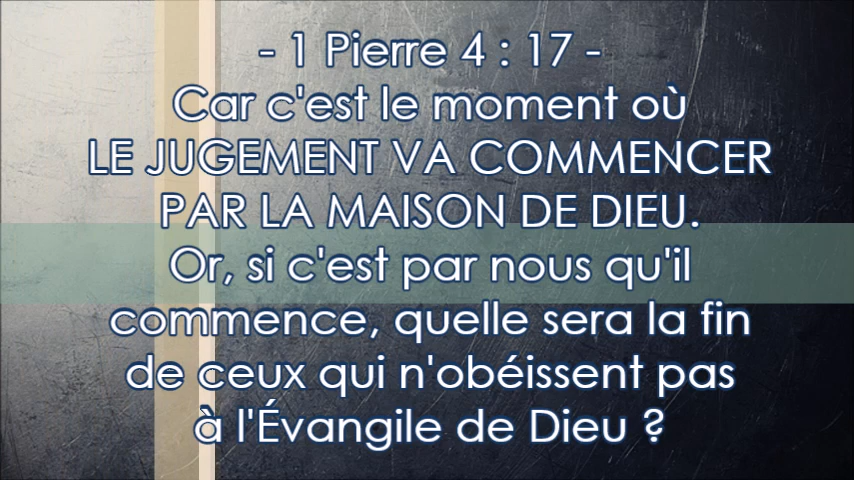 - 1 Pierre 4 : 17 -
Car c'est le moment où
LE JUGEMENT VA COMMENCER
PAR LA MAISON DE DIEU.
Or, si c'est par nous qu'il
commence, quelle sera la fin
de ceux qui n'obéissent pas
à l'Évangile de Dieu ?